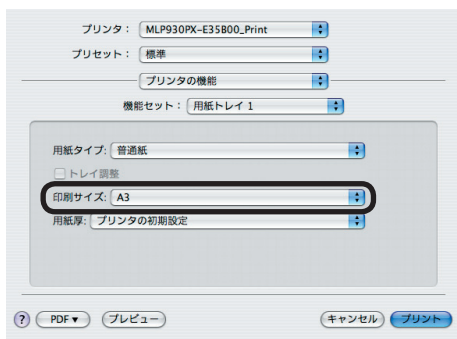 プリンタ： MLP930PX-E35B00_Print
プリセット： 標準
プリンタの機能
機能セット： 用紙トレイ 1
用紙タイプ: 普通紙
トレイ調整
印刷サイズ: A3
用紙厚: プリンタの初期設定
? PDF▼ プレビュー キャンセル プリント